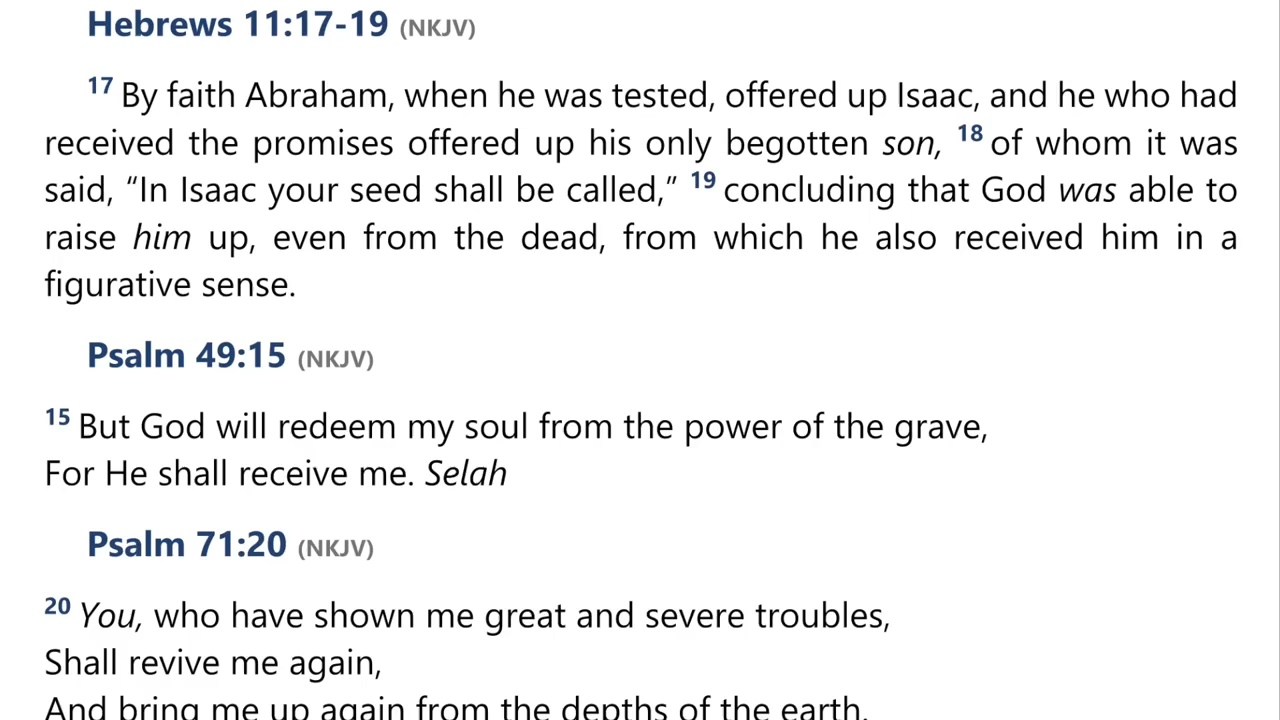 Hebrews 11:17-19 (NKJV)
17 By faith Abraham, when he was tested, offered up Isaac, and he who had
received the promises offered up his only begotten son, 18 of whom it was
said, “In Isaac your seed shall be called,” 19 concluding that God was able to
raise him up, even from the dead, from which he also received him in a
figurative sense.
Psalm 49:15 (NKJV)
15 But God will redeem my soul from the power of the grave,
For He shall receive me. Selah
Psalm 71:20 (NKJV)
20 You, who have shown me great and severe troubles,
Shall revive me again,
And bring me up again from the depths of the earth.